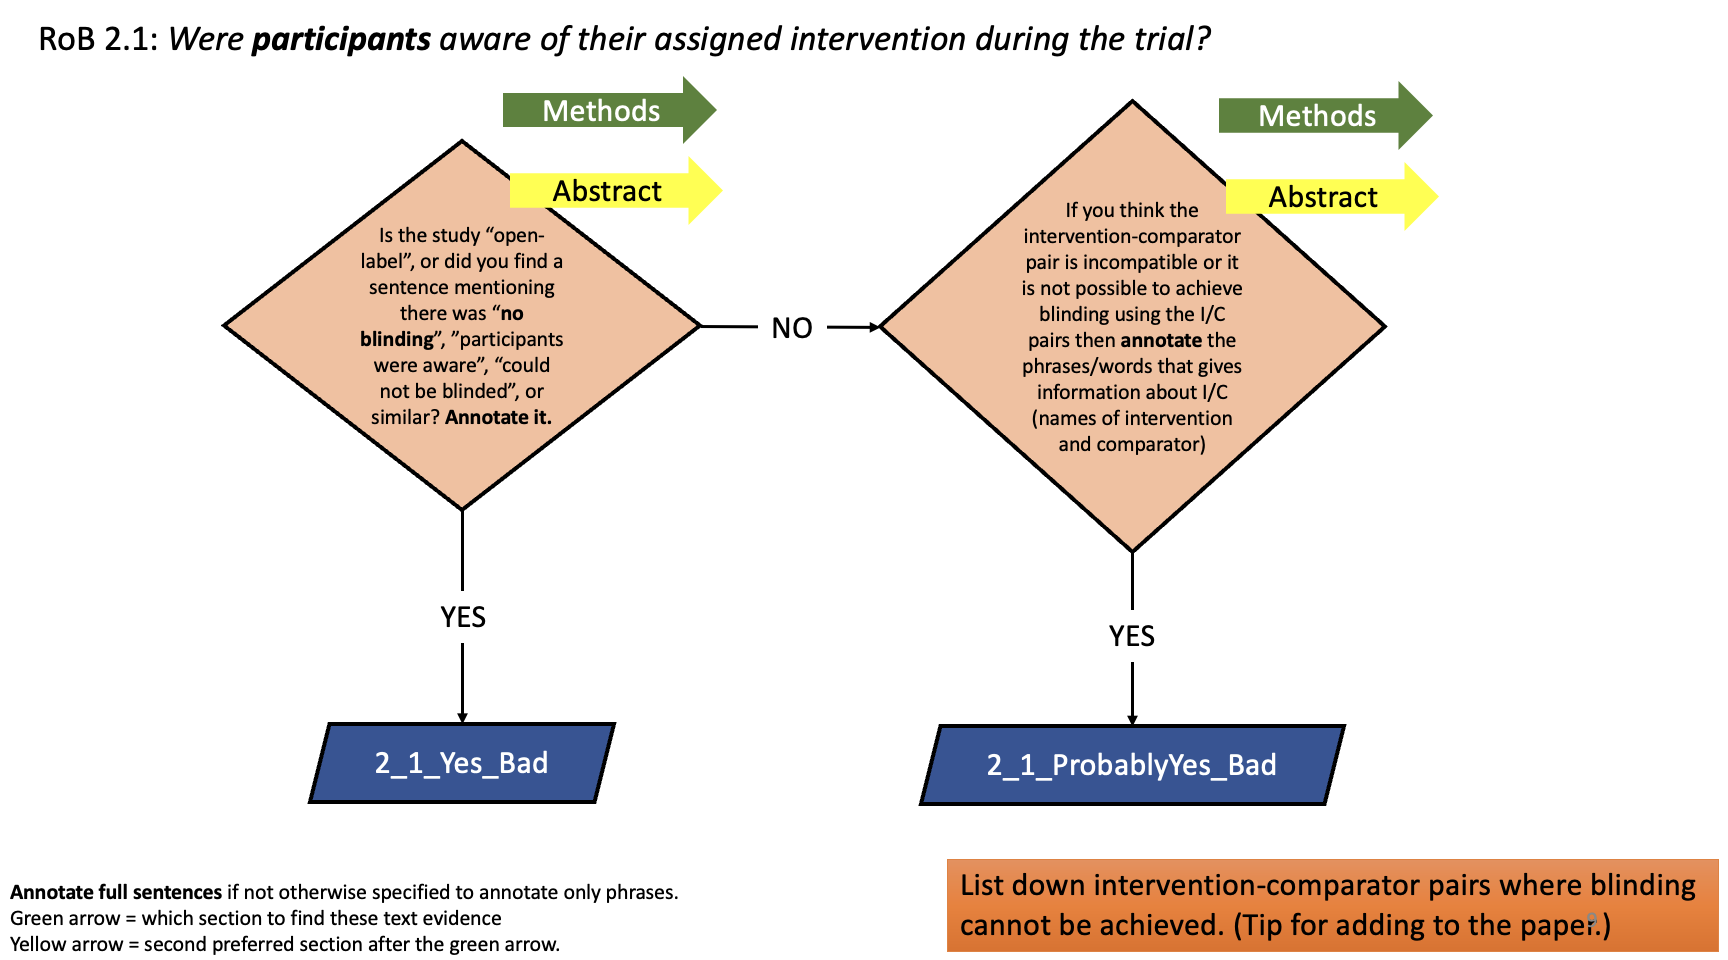 RoB 2.1: Were participants aware of their assigned intervention during the trial?
Methods
Abstract
Is the study “open-
label”, or did you find a
sentence mentioning
there was “no
blinding”, ”participants
were aware”, “could
not be blinded”, or
similar? Annotate it.
NO
Methods
Abstract
If you think the
intervention-comparator
pair is incompatible or it
is not possible to achieve
blinding using the I/C
pairs then annotate the
phrases/words that gives
information about I/C
(names of intervention
and comparator)
YES
YES
2_1_Yes_Bad
2_1_ProbablyYes_Bad
Annotate full sentences if not otherwise specified to annotate only phrases.
Green arrow = which section to find these text evidence
Yellow arrow = second preferred section after the green arrow.
List down intervention-comparator pairs where blinding
cannot be achieved. (Tip for adding to the paper.)